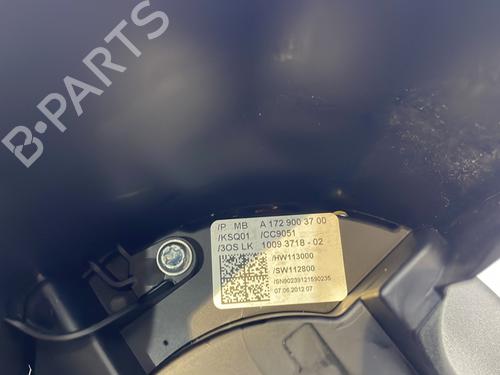 B-PARTS
/P MB A 172 900 37 00
/KSQ01 /CC9051
/3OS LK 1009 3718 - 02
/HW113000
/SW112800
/SN90239121590235
07.06.2012 07